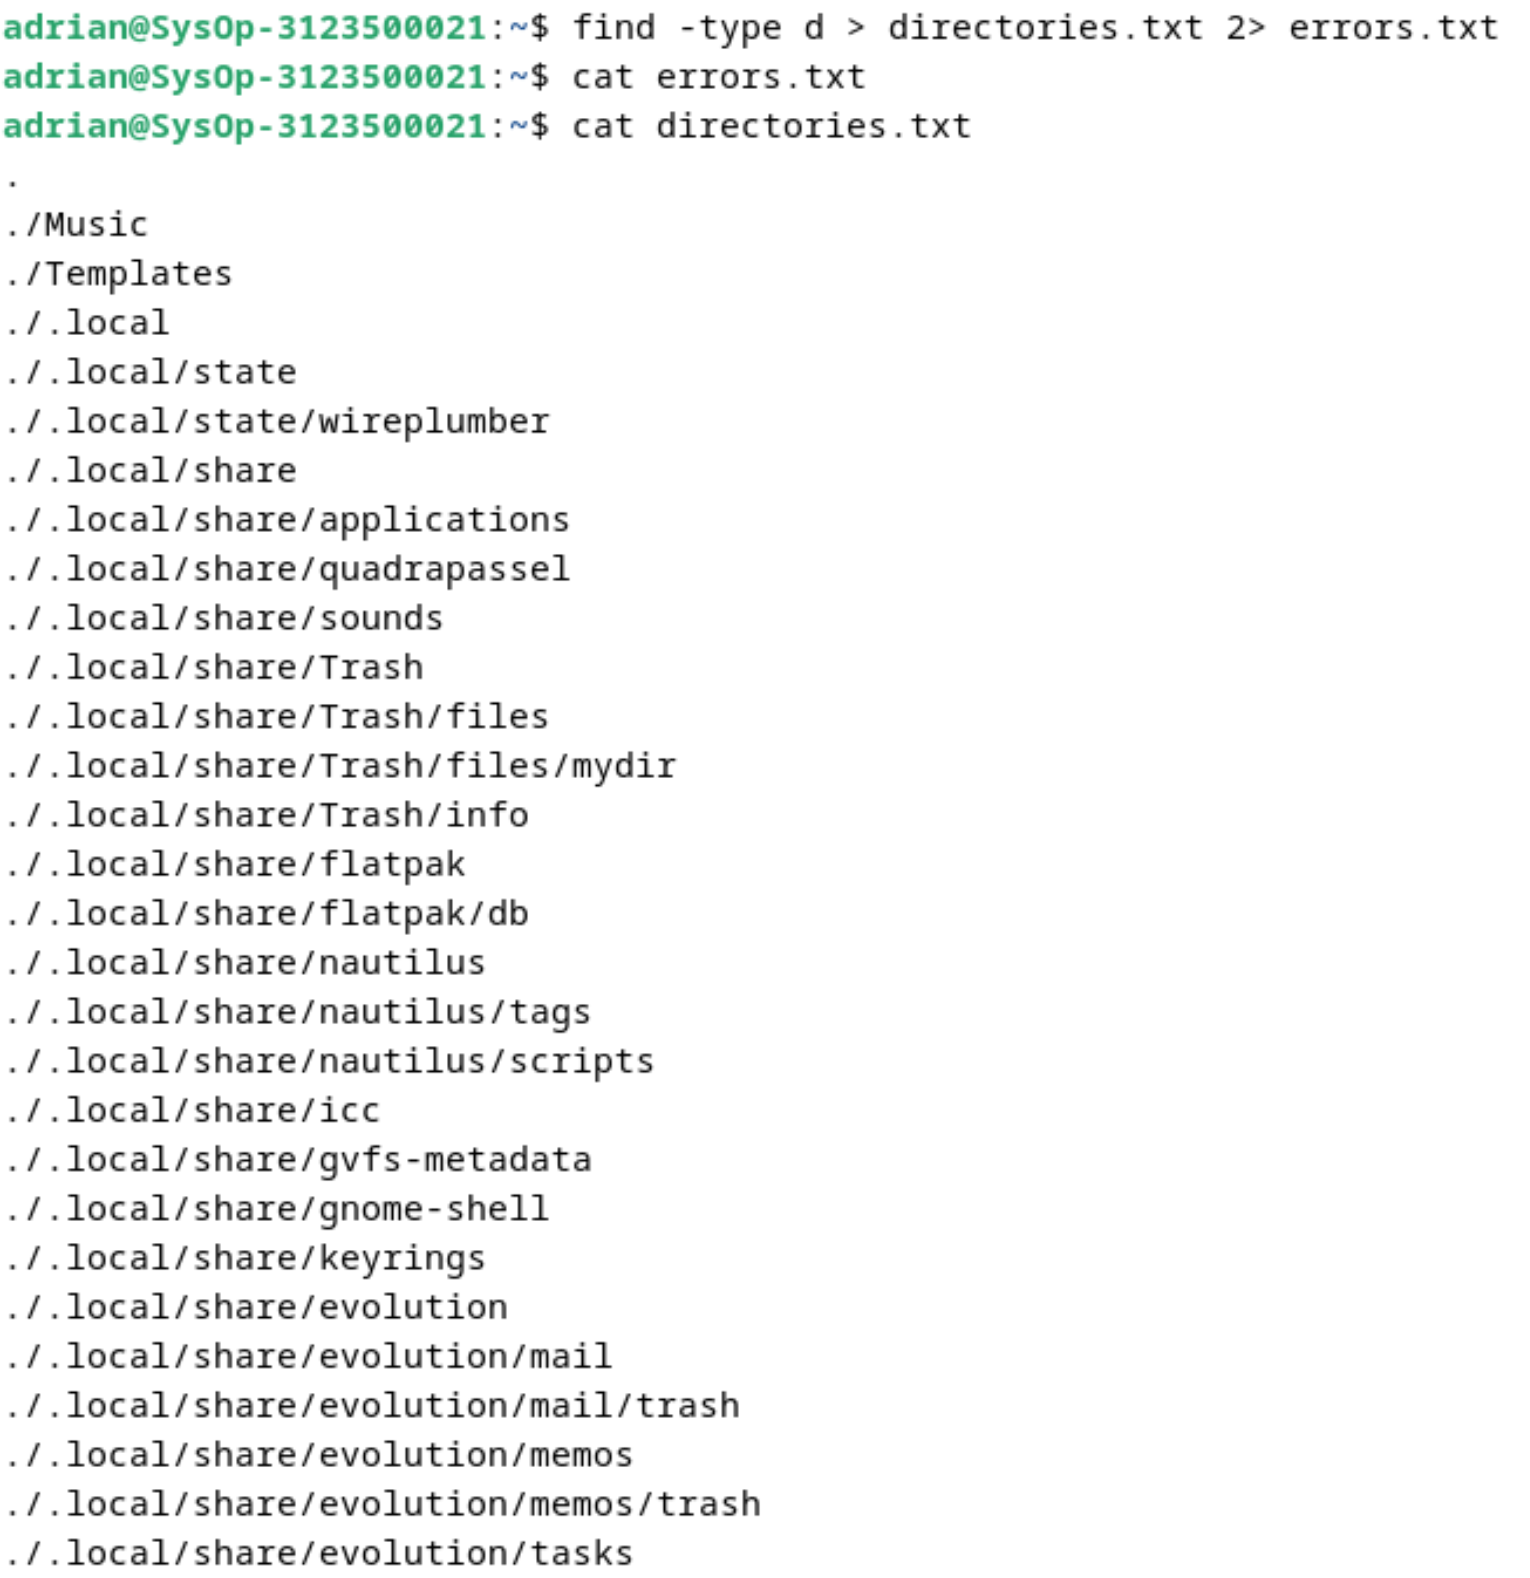 adrian@SysOp-3123500021:~$ find -type d > directories.txt 2> errors.txt
adrian@SysOp-3123500021:~$ cat errors.txt
adrian@SysOp-3123500021:~$ cat directories.txt
.
./Music
./Templates
./.local
./.local/state
./.local/state/wireplumber
./.local/share
./.local/share/applications
./.local/share/quadrapassel
./.local/share/sounds
./.local/share/Trash
./.local/share/Trash/files
./.local/share/Trash/files/mydir
./.local/share/Trash/info
./.local/share/flatpak
./.local/share/flatpak/db
./.local/share/nautilus
./.local/share/nautilus/tags
./.local/share/nautilus/scripts
./.local/share/icc
./.local/share/gvfs-metadata
./.local/share/gnome-shell
./.local/share/keyrings
./.local/share/evolution
./.local/share/evolution/mail
./.local/share/evolution/mail/trash
./.local/share/evolution/memos
./.local/share/evolution/memos/trash
./.local/share/evolution/tasks